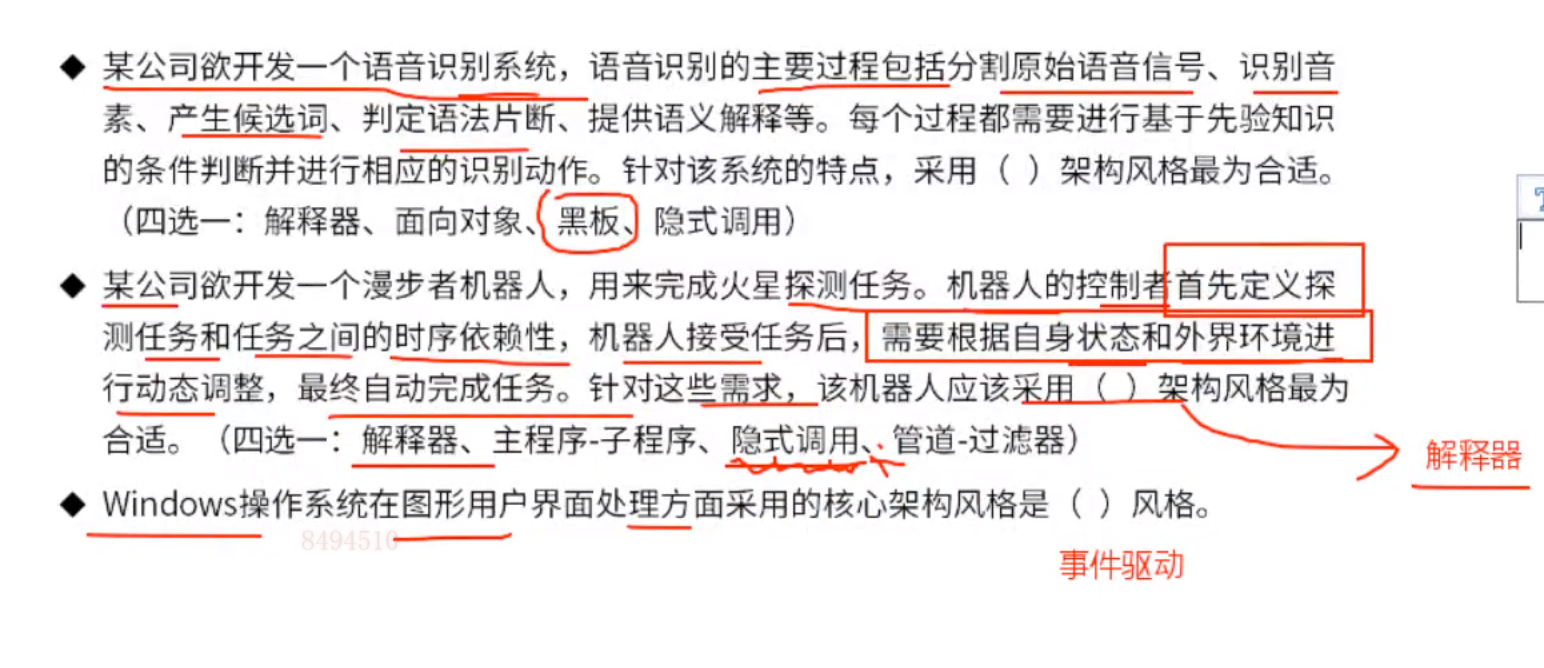 ◆ 某公司欲开发一个语音识别系统，语音识别的主要过程包括分割原始语音信号、识别音
素、产生候选词、判定语法片断、提供语义解释等。每个过程都需要进行基于先验知识
的条件判断并进行相应的识别动作。针对该系统的特点，采用（ ）架构风格最为合适。
（四选一：解释器、面向对象、黑板、隐式调用）
◆ 某公司欲开发一个漫步者机器人，用来完成火星探测任务。机器人的控制者首先定义探
测任务和任务之间的时序依赖性，机器人接受任务后，需要根据自身状态和外界环境进
行动态调整，最终自动完成任务。针对这些需求，该机器人应该采用（ ）架构风格最为
合适。（四选一：解释器、主程序-子程序、隐式调用、管道-过滤器）
解释器
◆ Windows操作系统在图形用户界面处理方面采用的核心架构风格是（ ）风格。
8494510
事件驱动